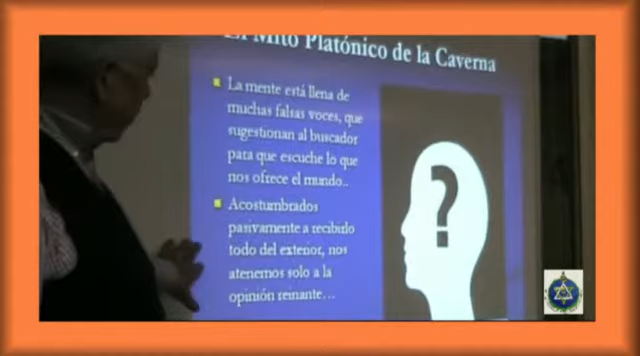 El Mito Platónico de la Caverna
La mente está llena de
muchas falsas voces, que
sugestionan al buscador
para que escuche lo que
nos ofrece el mundo..
Acostumbrados
pasivamente a recibirlo
todo del exterior, nos
atenemos solo a la
opinión reinante...
?